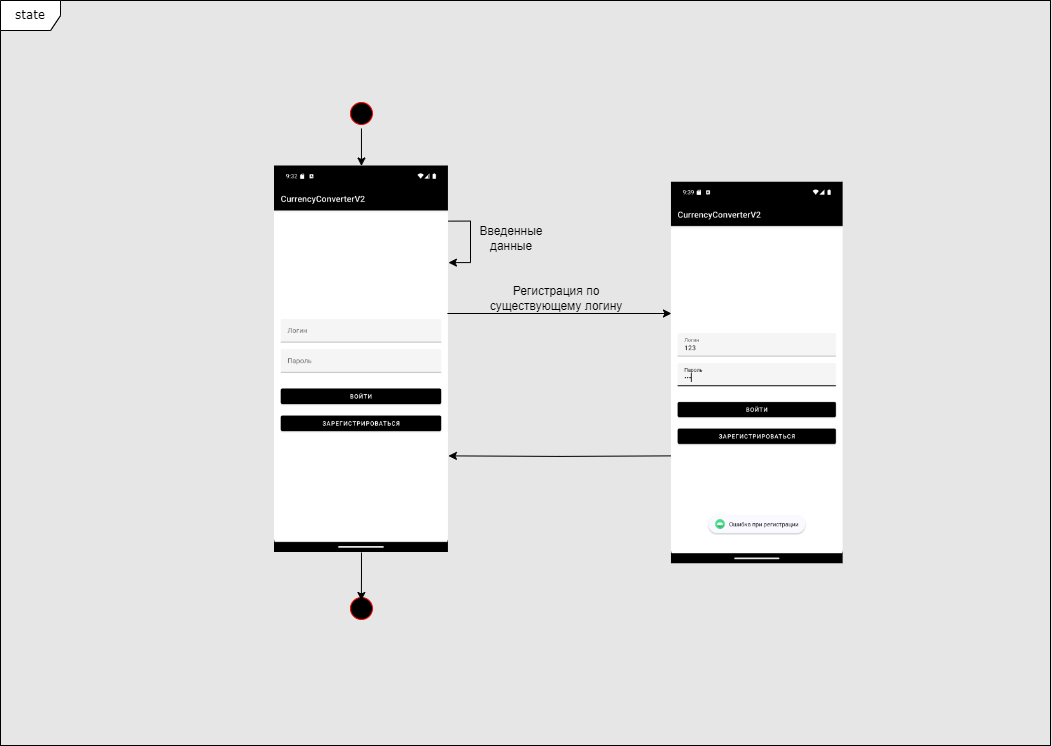 state
9:32
CurrencyConverterV2
Введенные
данные
Регистрация по
существующему логину
Логин
Пароль
ВОЙТИ
ЗАРЕГИСТРИРОВАТЬСЯ
9:39
CurrencyConverterV2
Логин
123
Пароль
···
ВОЙТИ
ЗАРЕГИСТРИРОВАТЬСЯ
Ошибка при регистрации